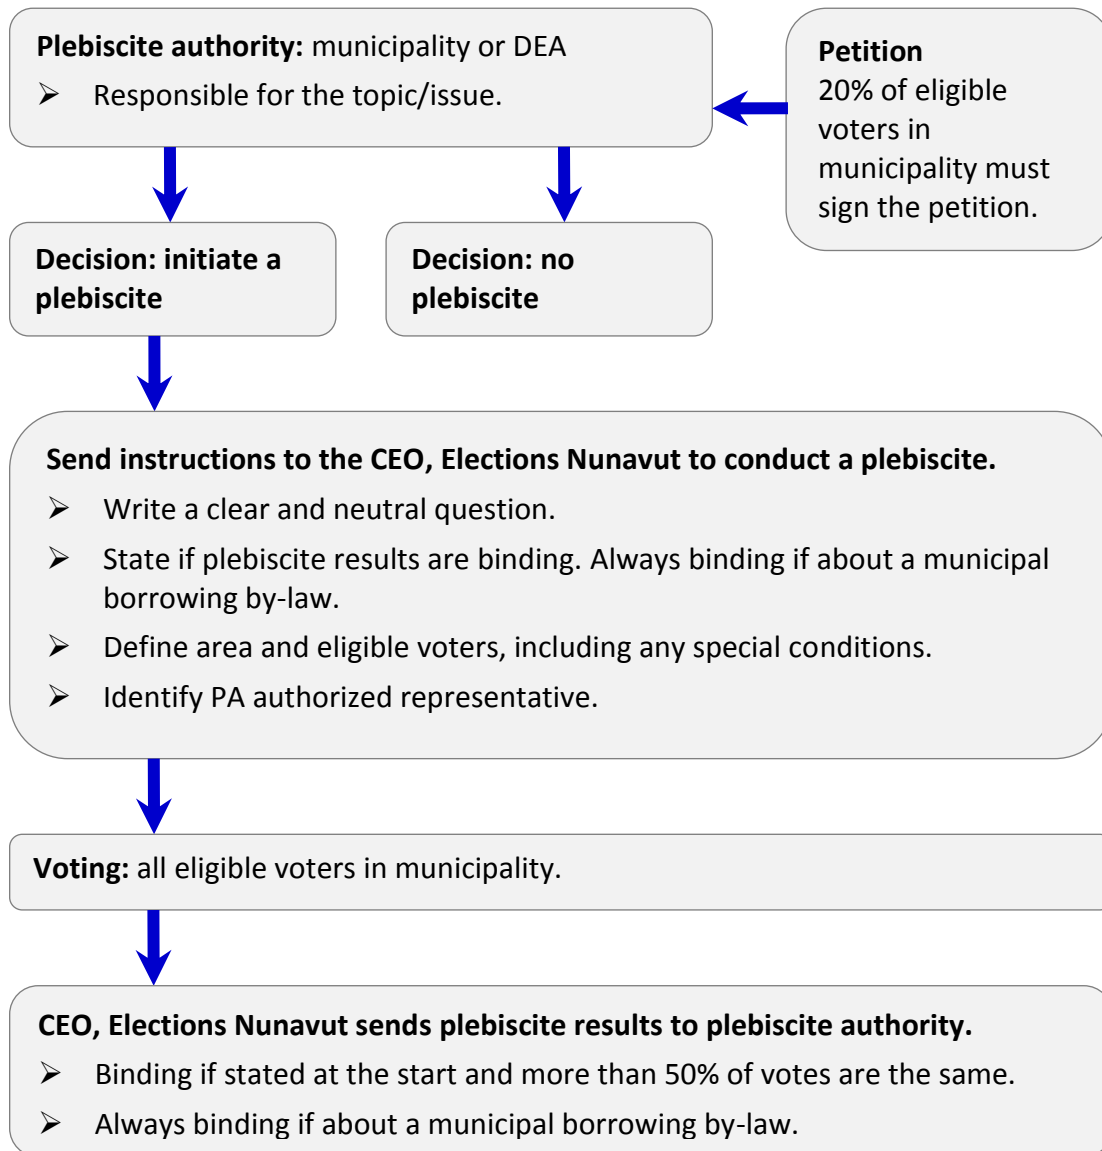 Plebiscite authority: municipality or DEA
➢ Responsible for the topic/issue.
Petition
20% of eligible
voters in
municipality must
sign the petition.
Decision: initiate a
plebiscite
Decision: no
plebiscite
Send instructions to the CEO, Elections Nunavut to conduct a plebiscite.
➢ Write a clear and neutral question.
➢ State if plebiscite results are binding. Always binding if about a municipal
borrowing by-law.
➢ Define area and eligible voters, including any special conditions.
➢ Identify PA authorized representative.
Voting: all eligible voters in municipality.
CEO, Elections Nunavut sends plebiscite results to plebiscite authority.
➢ Binding if stated at the start and more than 50% of votes are the same.
➢ Always binding if about a municipal borrowing by-law.